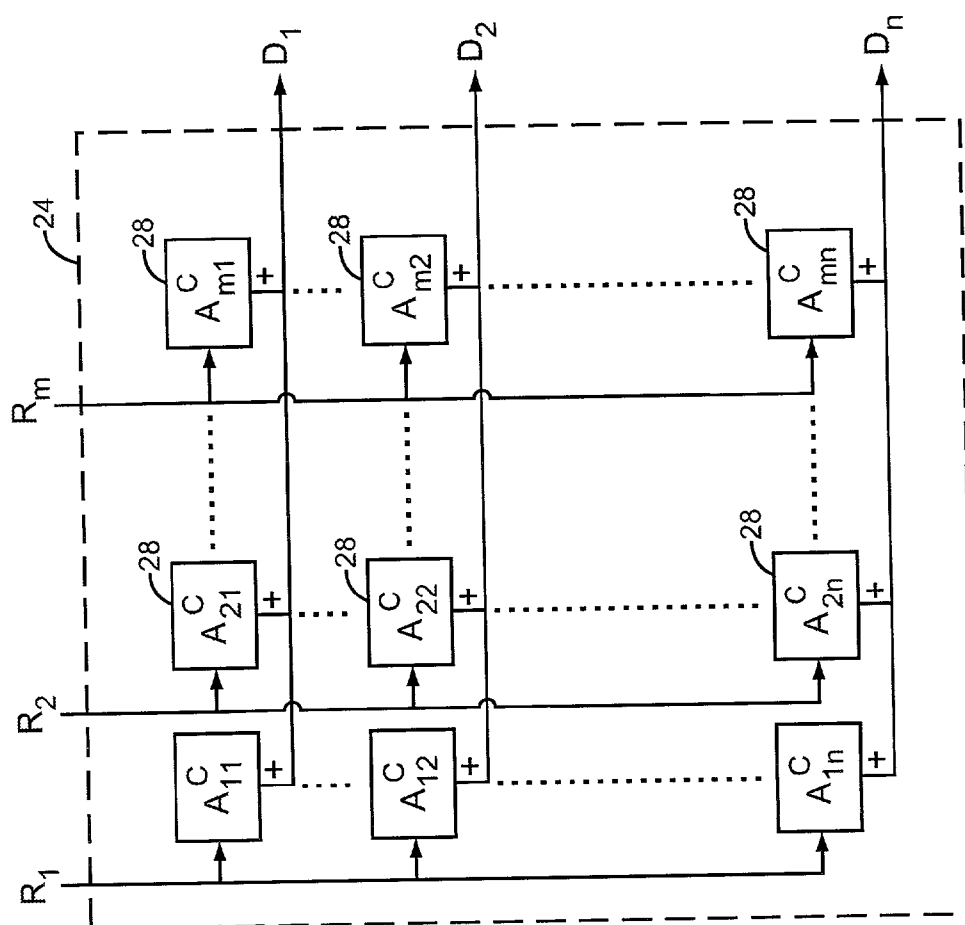 24
D₁
D₂
Dₙ
Rₘ
R₂
R₁
28
C
Aₘ₁
+
28
C
Aₘ₂
+
28
C
Aₘₙ
+
28
C
A₂₁
+
28
C
A₂₂
+
28
C
A₂ₙ
+
C
A₁₁
+
C
A₁₂
+
C
A₁ₙ
+